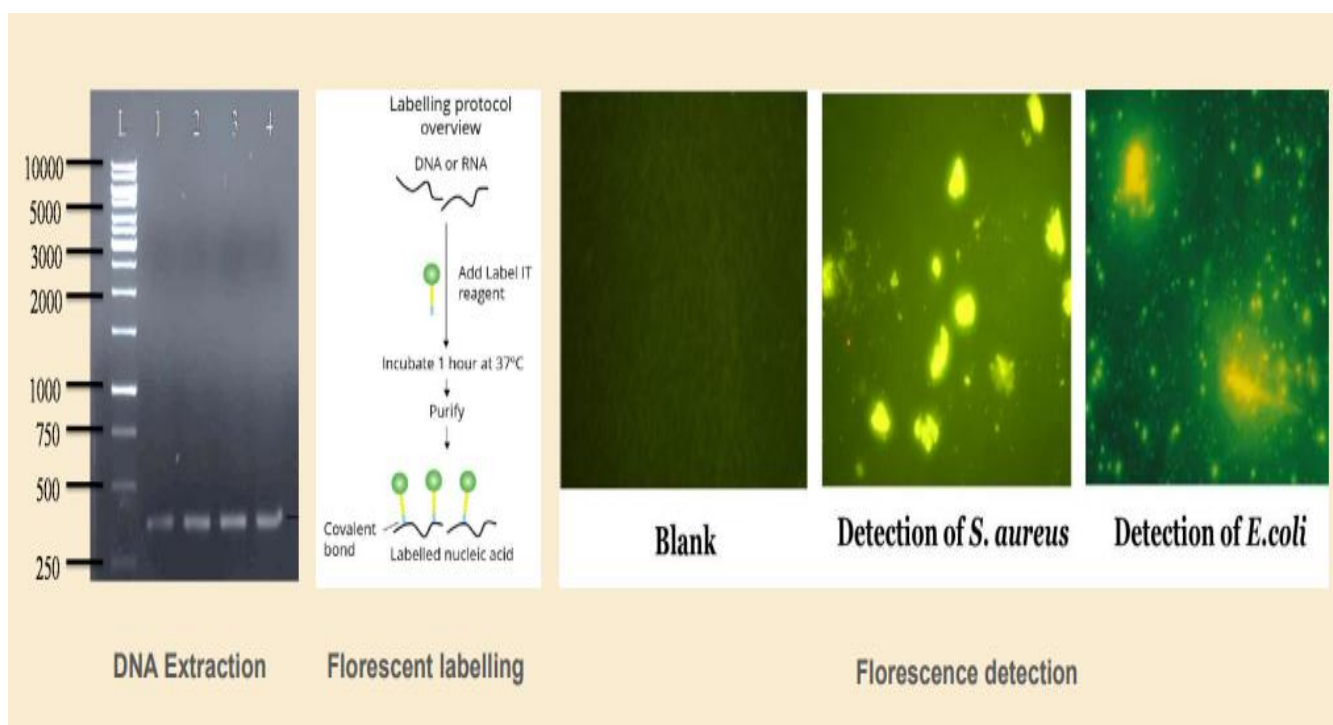 L 1 2 3 4
10000
5000
3000
2000
1000
750
500
250
DNA Extraction
Labelling protocol
overview
DNA or RNA
Add Label IT
reagent
Incubate 1 hour at 37°C
Purify
Covalent
bond
Labelled nucleic acid
Florescent labelling
Blank
Detection of S. aureus
Detection of E.coli
Florescence detection